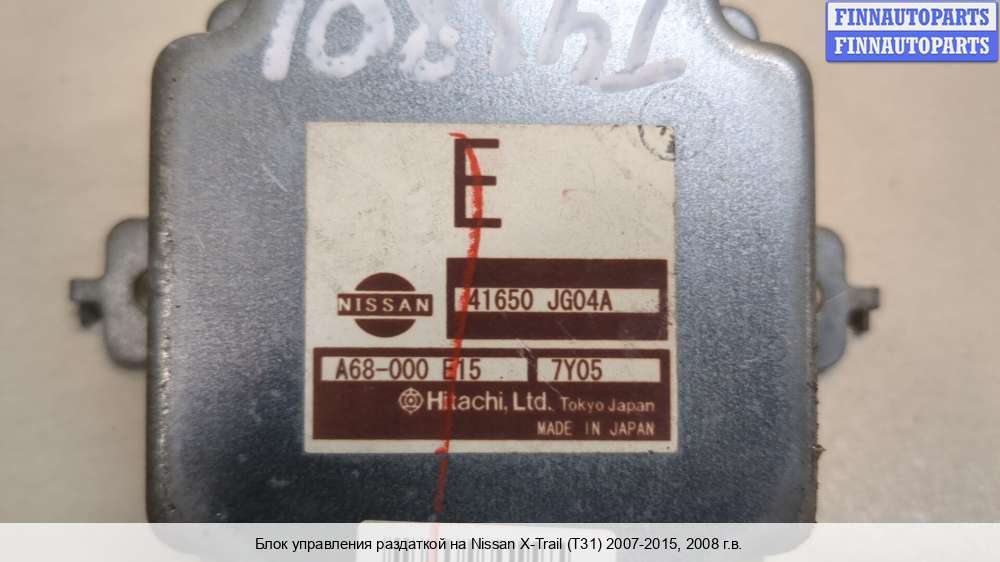 FINNAUTOPARTS
FINNAUTOPARTS
E
NISSAN
41650 JG04A
A68-000 E15
7Y05
Hitachi, Ltd. Tokyo Japan
MADE IN JAPAN
Блок управления раздаткой на Nissan X-Trail (T31) 2007-2015, 2008 г.в.